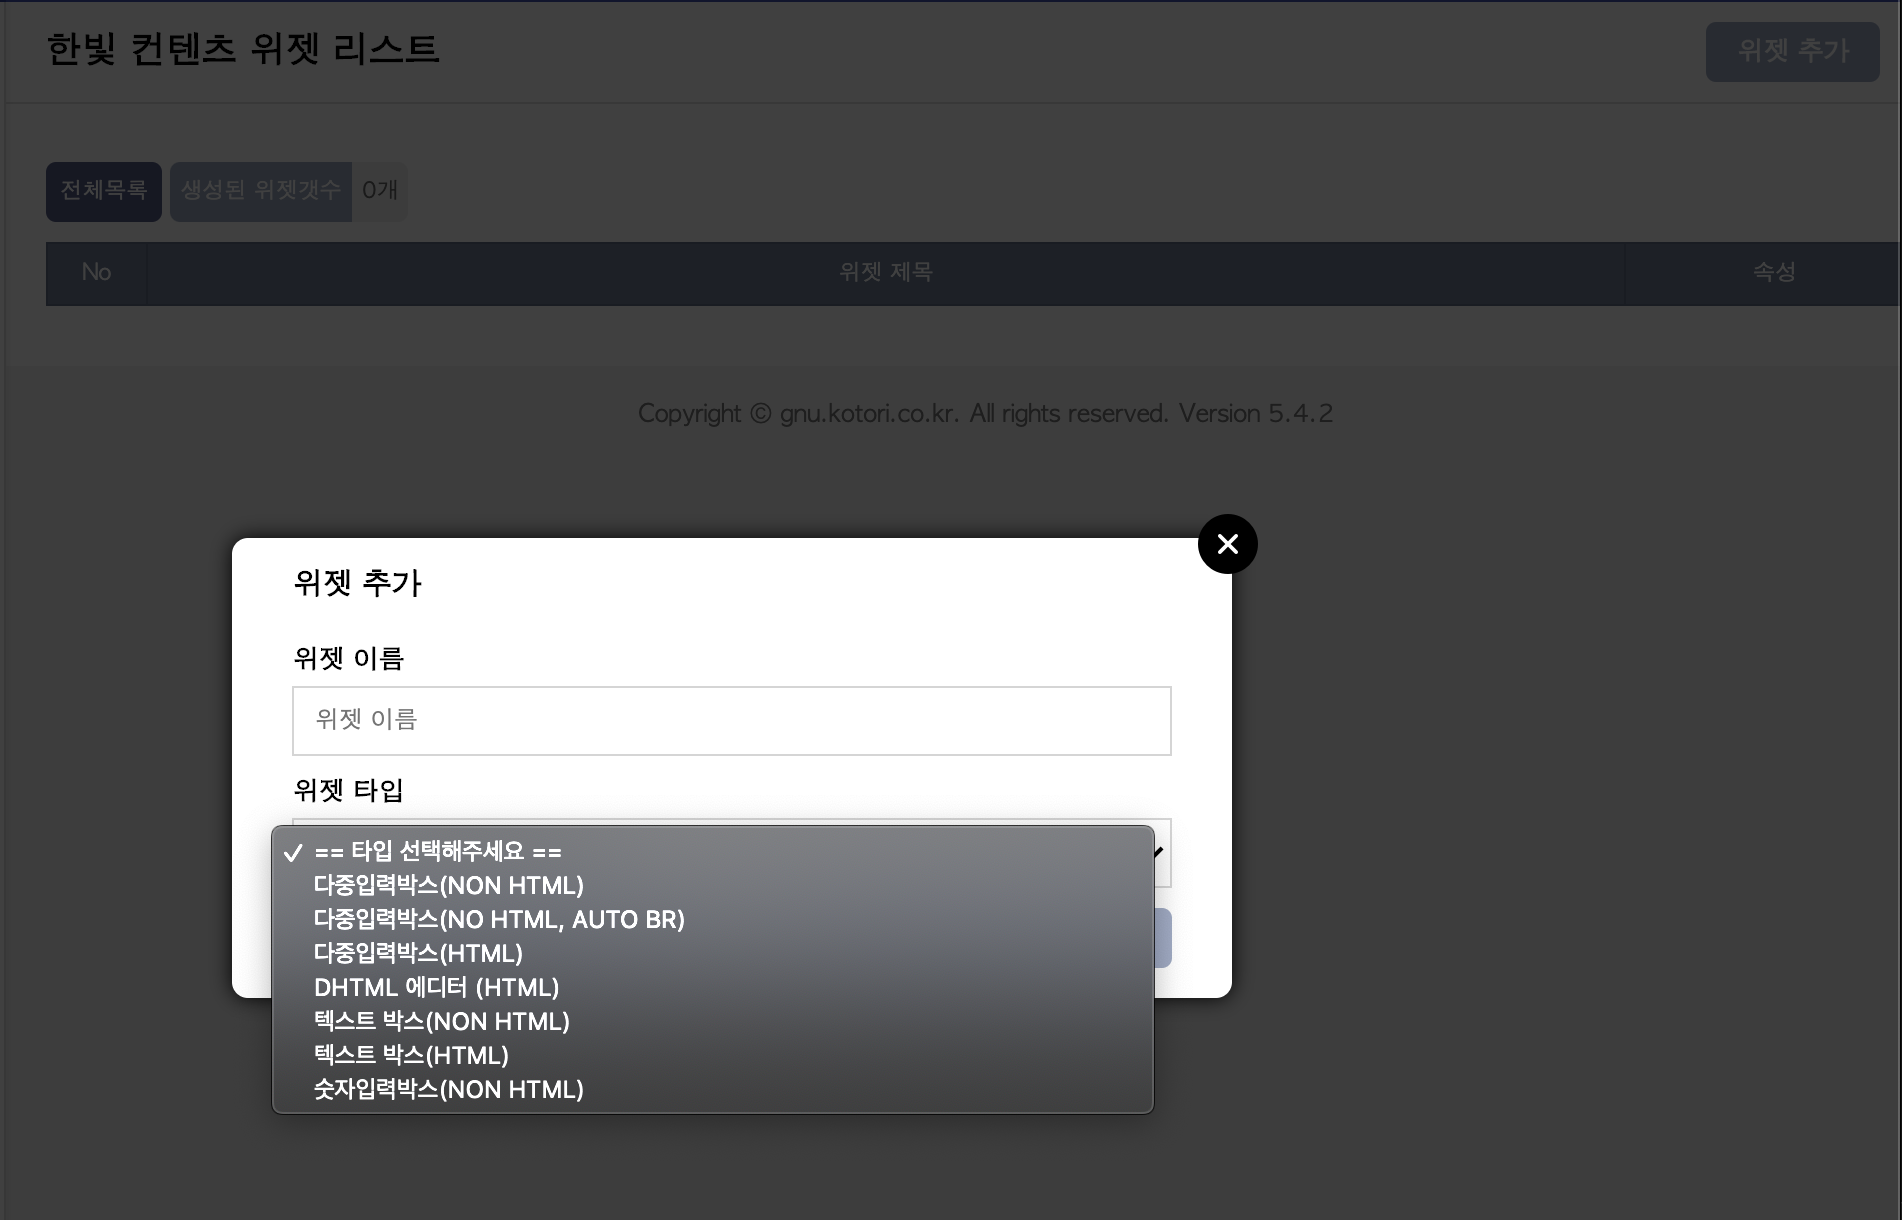 한빛 컨텐츠 위젯 리스트
위젯 추가
전체목록
생성된 위젯갯수
0개
No
위젯 제목
속성
Copyright © gnu.kotori.co.kr. All rights reserved. Version 5.4.2
위젯 추가
위젯 이름
위젯 이름
위젯 타입
== 타입 선택해주세요 ==
다중입력박스(NON HTML)
다중입력박스(NO HTML, AUTO BR)
다중입력박스(HTML)
DHTML 에디터 (HTML)
텍스트 박스(NON HTML)
텍스트 박스(HTML)
숫자입력박스(NON HTML)